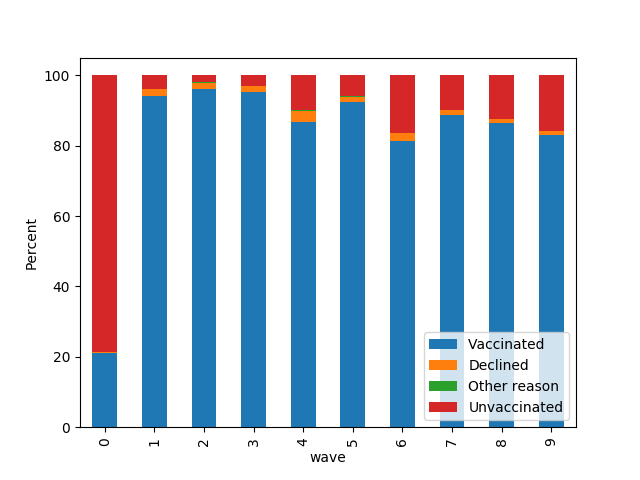 100
80
60
40
20
0
Percent
Vaccinated
Declined
Other reason
Unvaccinated
0 1 2 3 4 5 6 7 8 9
wave